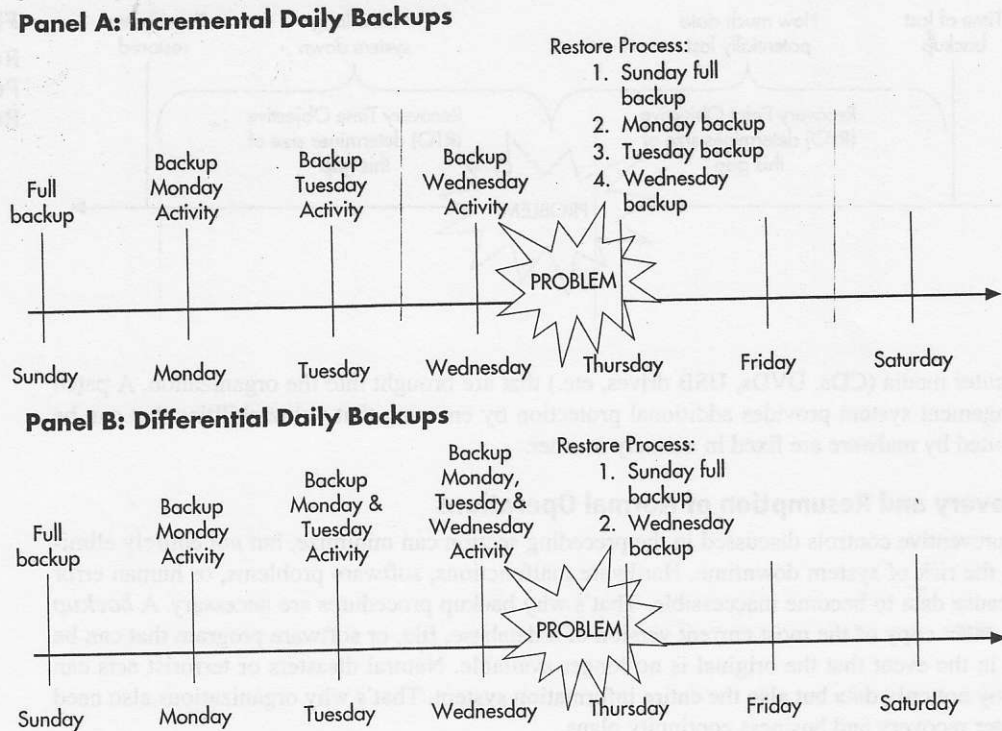 Panel A: Incremental Daily Backups
Restore Process:
1. Sunday full
backup
2. Monday backup
3. Tuesday backup
4. Wednesday
backup
Full
backup
Backup
Monday
Activity
Backup
Tuesday
Activity
Backup
Wednesday
Activity
PROBLEM
Sunday
Monday
Tuesday
Wednesday
Thursday
Friday
Saturday
Panel B: Differential Daily Backups
Restore Process:
1. Sunday full
backup
2. Wednesday
backup
Full
backup
Backup
Monday
Activity
Backup
Monday &
Tuesday
Activity
Backup
Monday,
Tuesday &
Wednesday
Activity
PROBLEM
Sunday
Monday
Tuesday
Wednesday
Thursday
Friday
Saturday